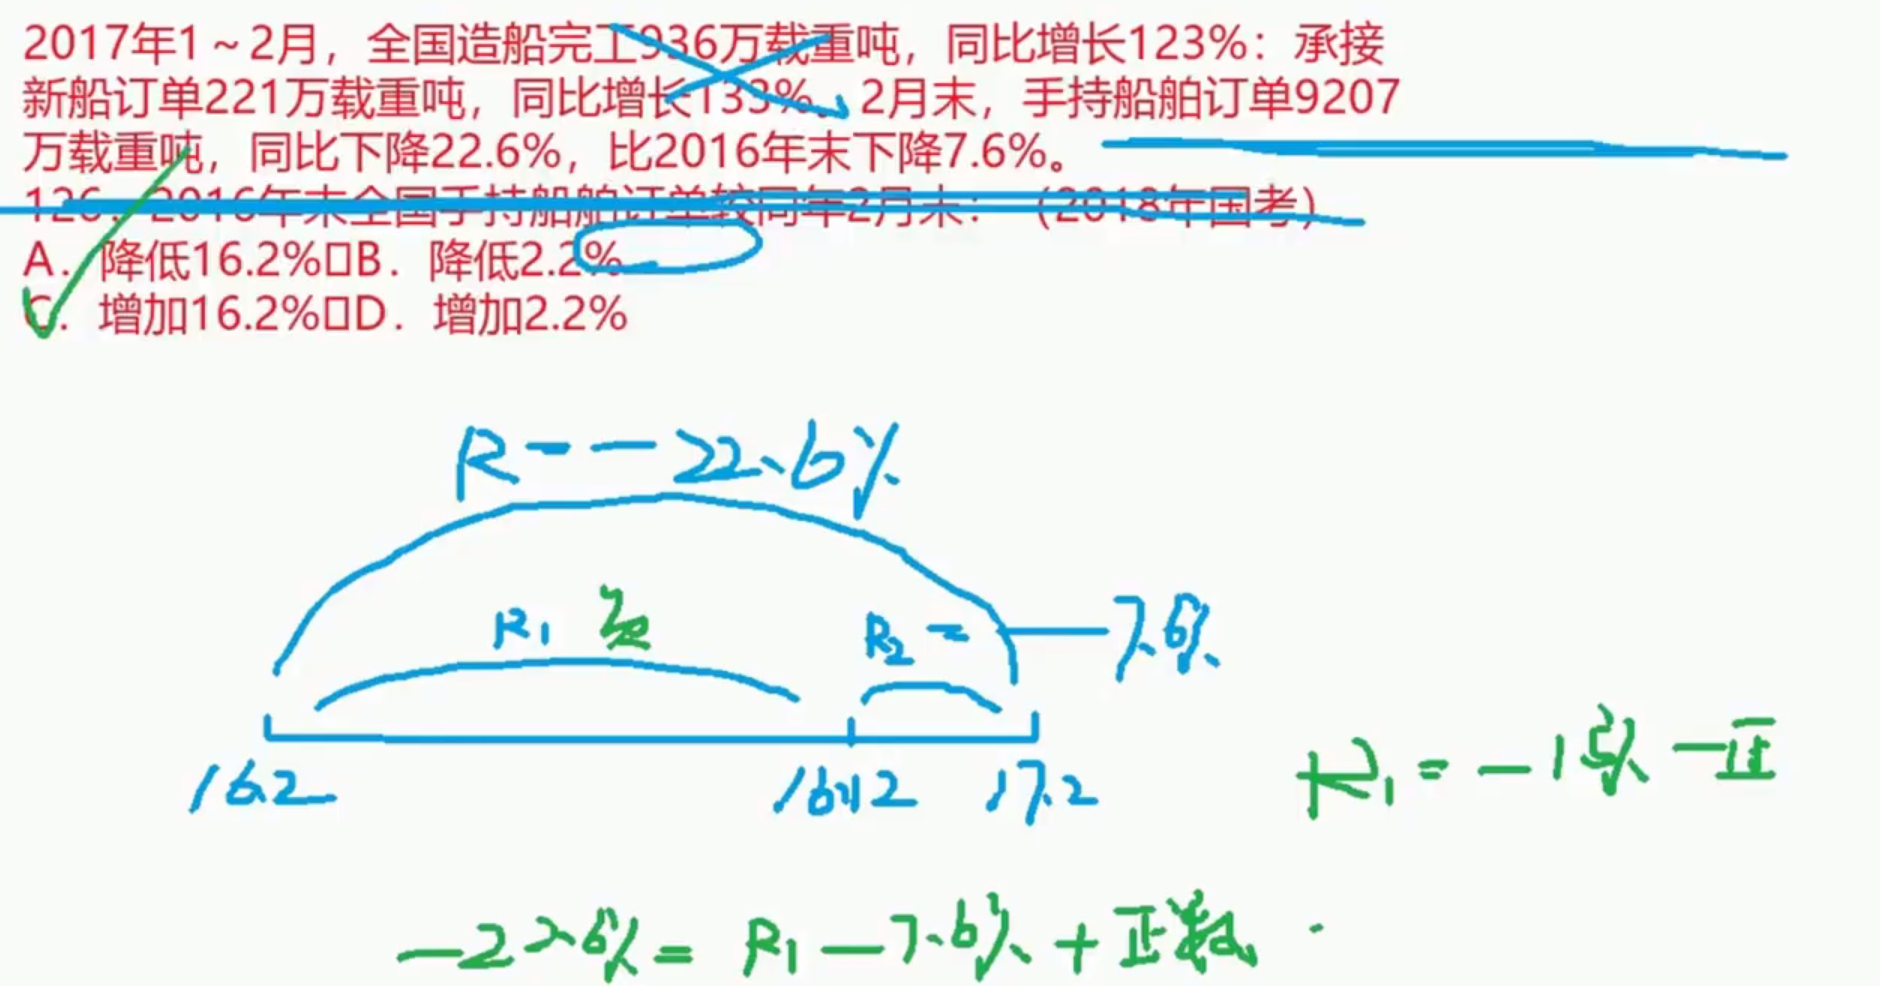 2017年1～2月，全国造船完工936万载重吨，同比增长123%：承接
新船订单221万载重吨，同比增长133%。2月末，手持船舶订单9207
万载重吨，同比下降22.6%，比2016年末下降7.6%。
126．2016年末全国手持船舶订单较同年2月末：（2018年国考）
A．降低16.2%□B．降低2.2%
C．增加16.2%□D．增加2.2%
R=-22.6%
R₁ 负 R₂=-7.6%
16.2 16.12 17.2
R₁=-15%-正
-22.6%=R₁-7.6%+正数